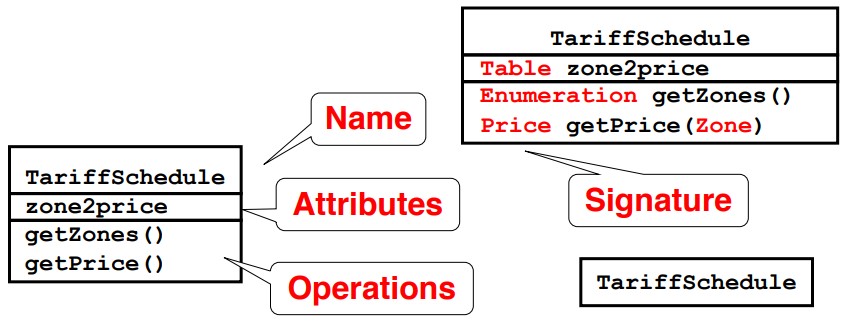 TariffSchedule
Table zone2price
Enumeration getZones()
Price getPrice(Zone)
Name
Signature
TariffSchedule
zone2price
getZones()
getPrice()
Attributes
Operations
TariffSchedule